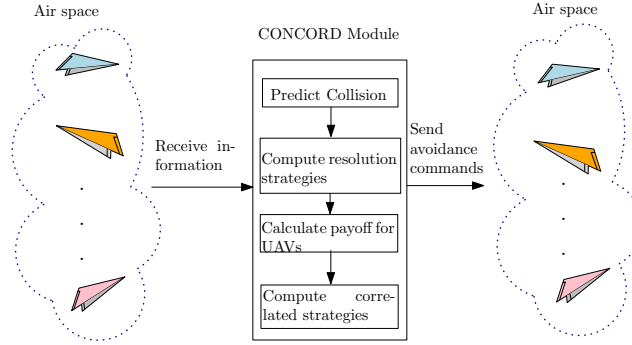 Air space
Air space
CONCORD Module
Predict Collision
Receive in-
formation
Compute resolution
strategies
Send
avoidance
commands
Calculate payoff for
UAVs
Compute corre-
lated strategies